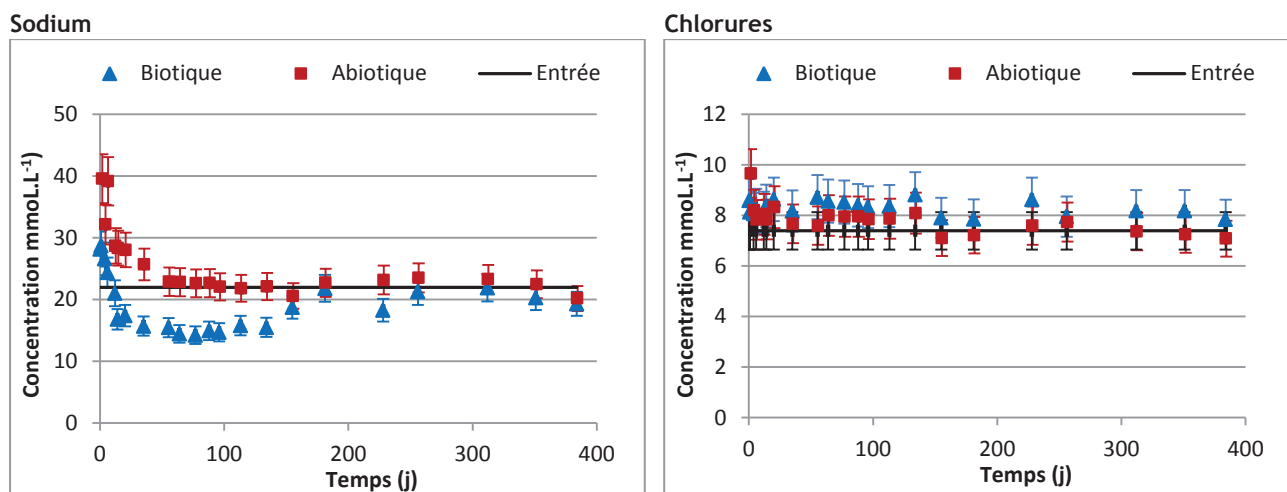 Sodium
Biotique Abiotique Entrée
Concentration mmoL.L⁻¹
50
40
30
20
10
0
0 100 200 300 400
Temps (j)
Chlorures
Biotique Abiotique Entrée
Concentration mmoL.L⁻¹
12
10
8
6
4
2
0
0 100 200 300 400
Temps (j)